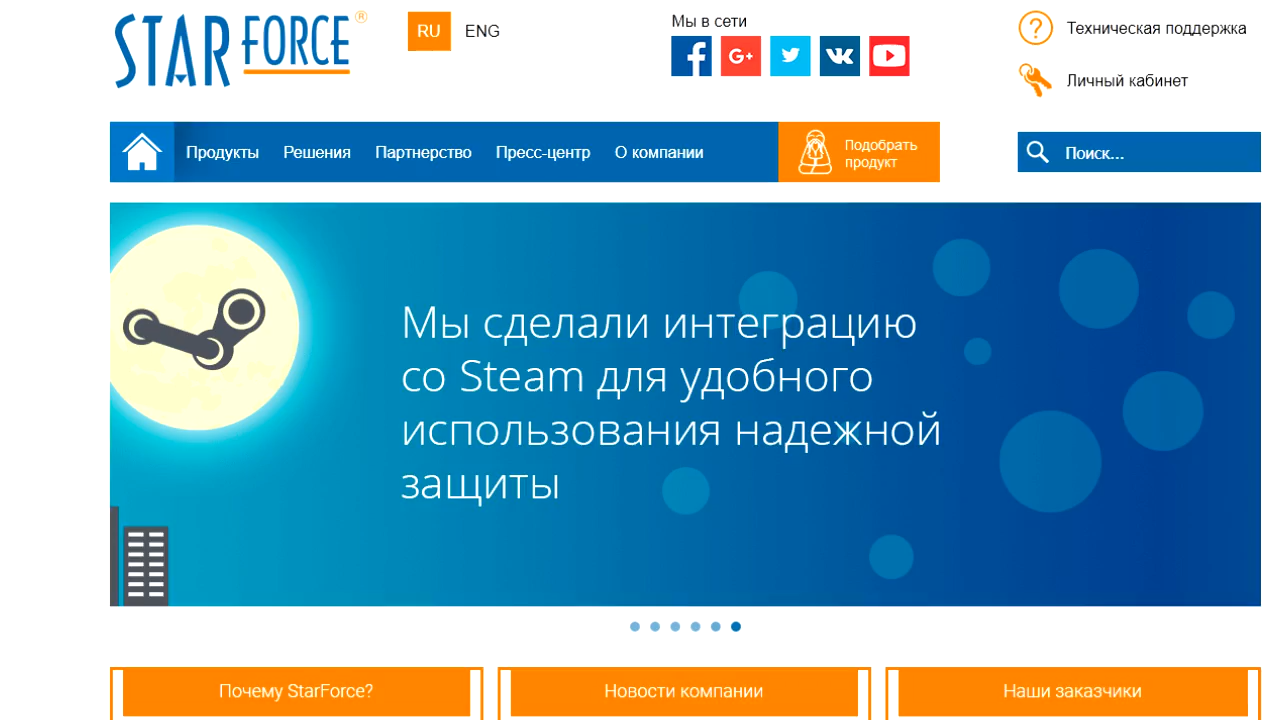 STAR FORCE ®
RU ENG
Мы в сети
G+
Техническая поддержка
Личный кабинет
Продукты Решения Партнерство Пресс-центр О компании
Подобрать
продукт
Поиск...
Мы сделали интеграцию
со Steam для удобного
использования надежной
защиты
Почему StarForce?
Новости компании
Наши заказчики